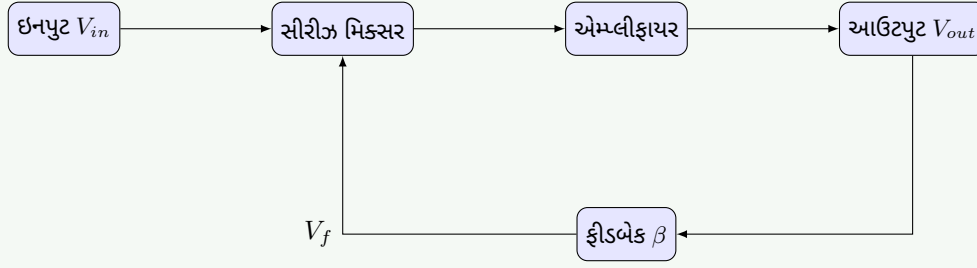 ઇનપુટ $V_{in}$
સીરીઝ મિક્સર
એમ્પ્લીફાયર
આઉટપુટ $V_{out}$
$V_f$
ફીડબેક $\beta$